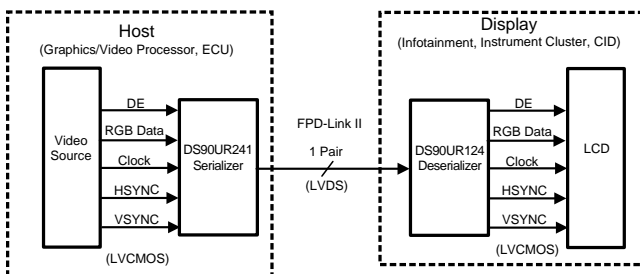 Host
(Graphics/Video Processor, ECU)
Video
Source
DE
RGB Data
Clock
HSYNC
VSYNC
DS90UR241
Serializer
(LVCMOS)
FPD-Link II
1 Pair
(LVDS)
Display
(Infotainment, Instrument Cluster, CID)
DS90UR124
Deserializer
DE
RGB Data
Clock
HSYNC
VSYNC
LCD
(LVCMOS)